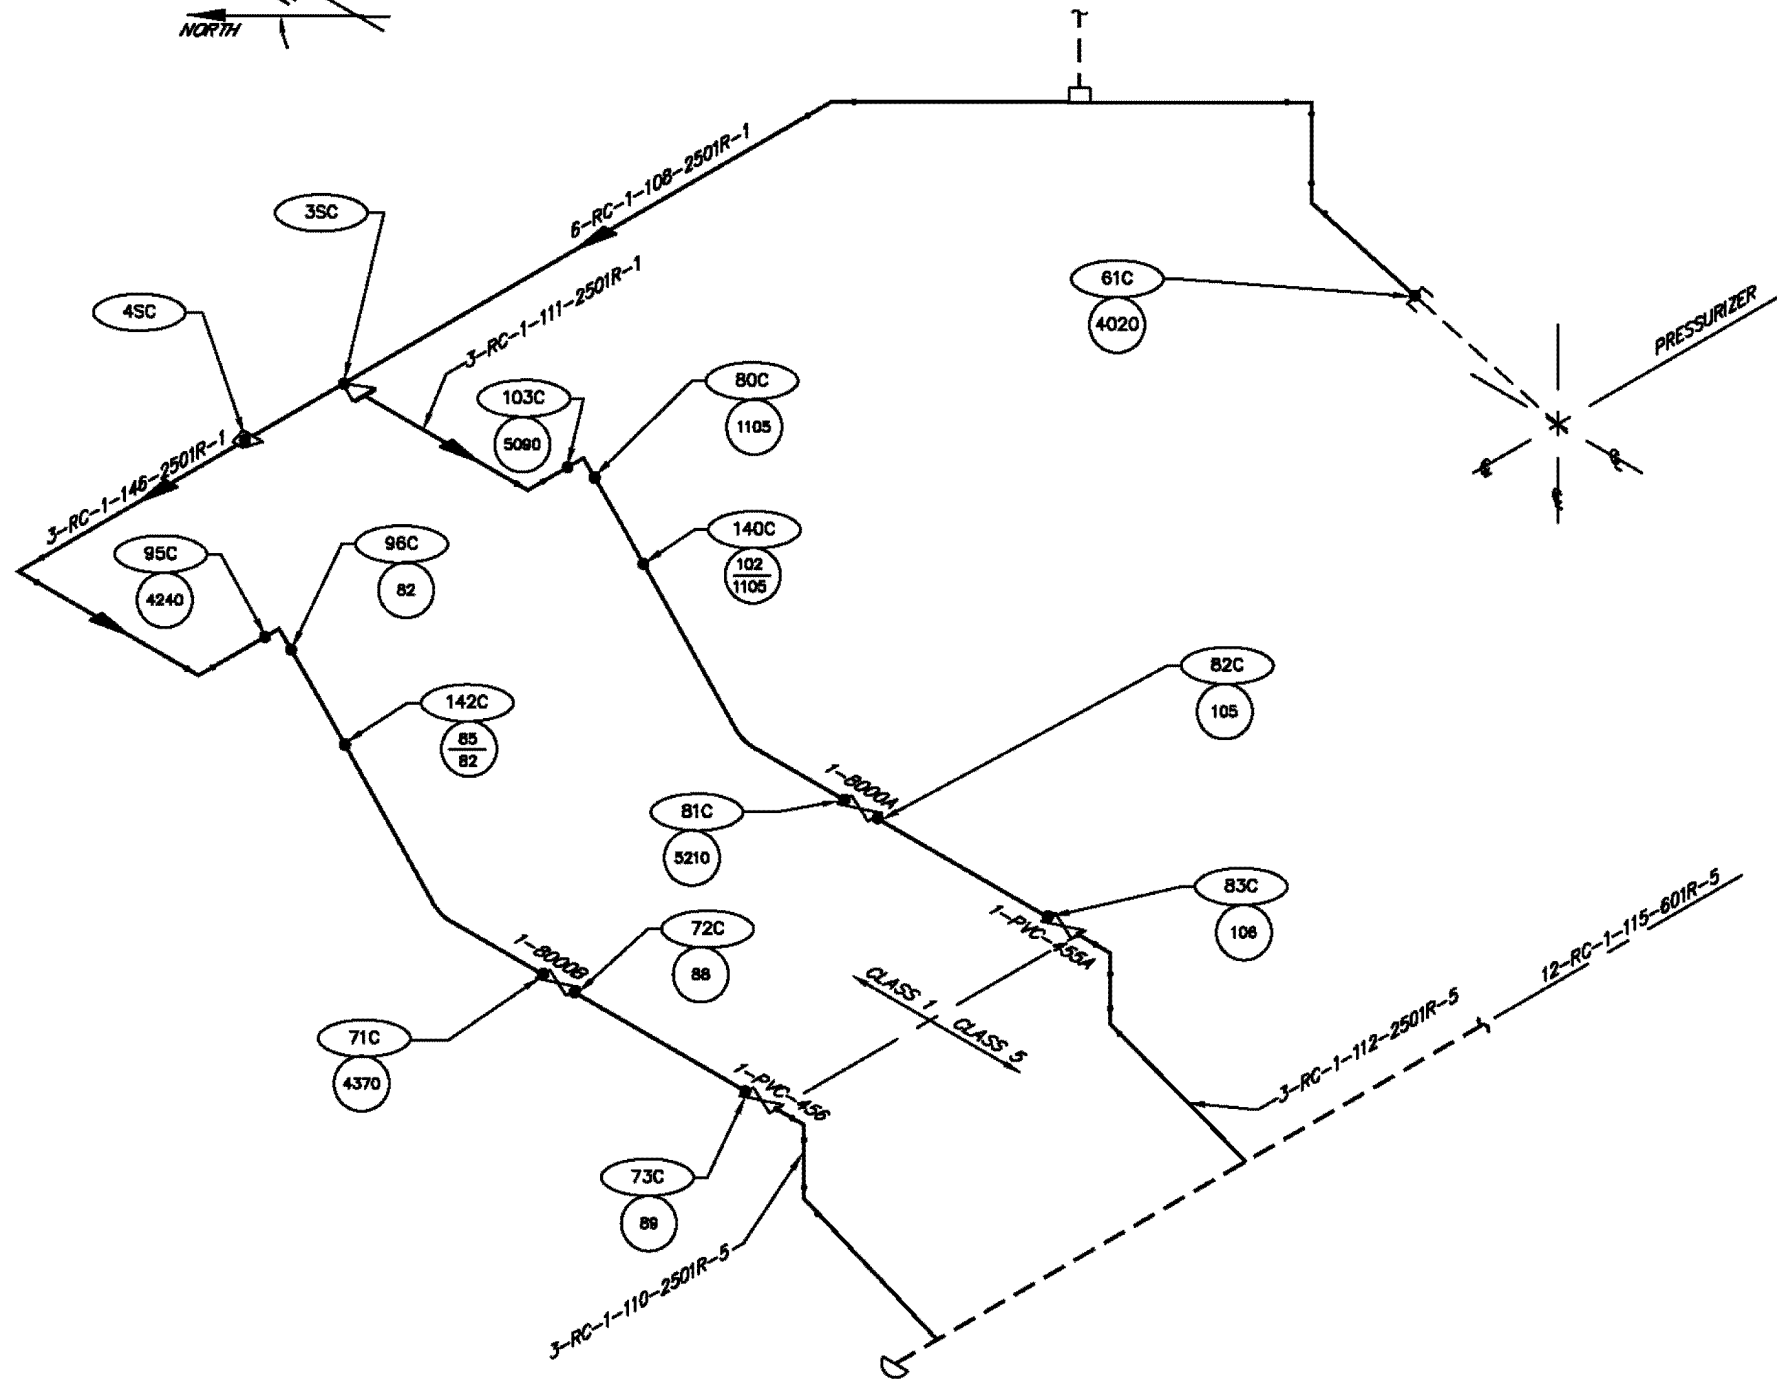 NORTH
6-RC-1-108-2501R-1
3SC
3-RC-1-111-2501R-1
61C
4020
PRESSURIZER
4SC
80C
1105
103C
5090
3-RC-1-146-2501R-1
95C
4240
96C
82
140C
102
1105
82C
105
142C
85
82
1-8000A
81C
5210
83C
106
1-PVC-455A
12-RC-1-115-601R-5
72C
88
1-8000B
CLASS 1
CLASS 5
71C
4370
3-RC-1-112-2501R-5
1-PVC-456
73C
89
3-RC-1-110-2501R-5